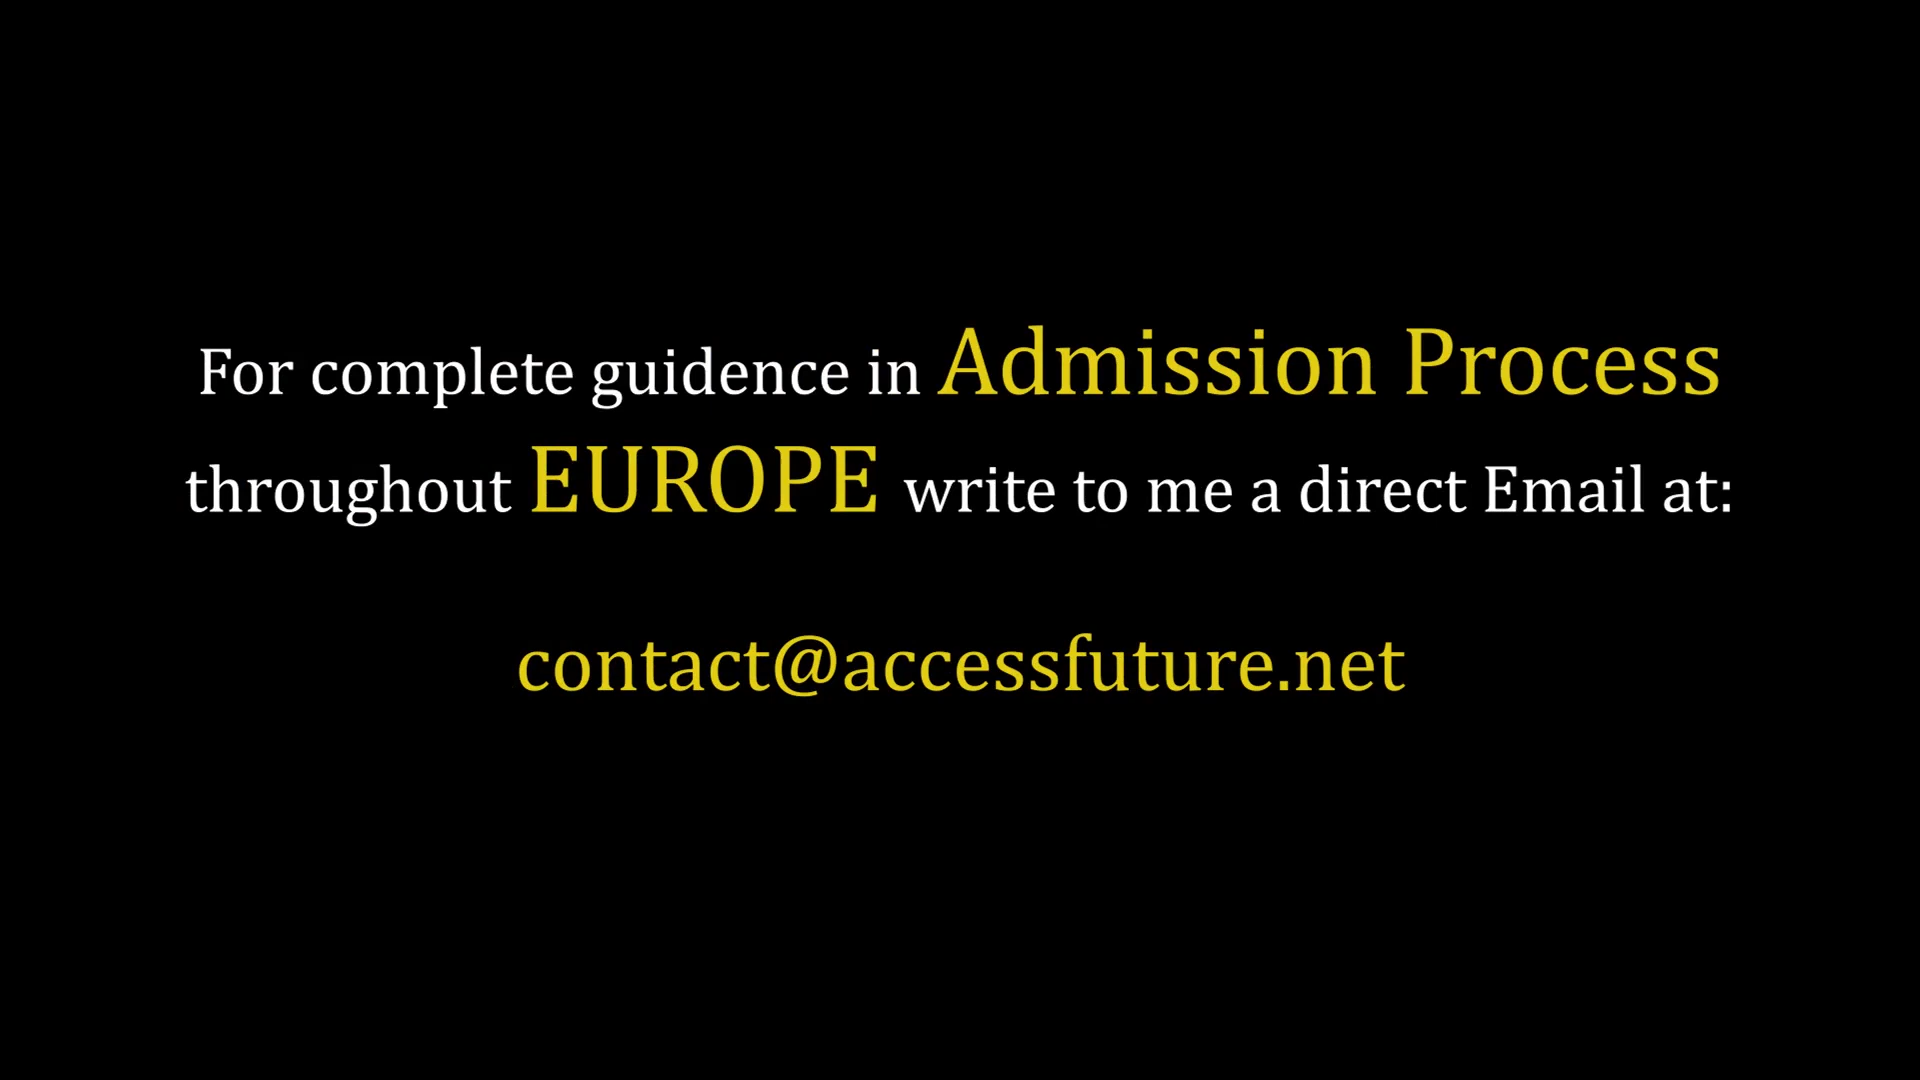 For complete guidence in Admission Process
throughout EUROPE write to me a direct Email at:
contact@accessfuture.net